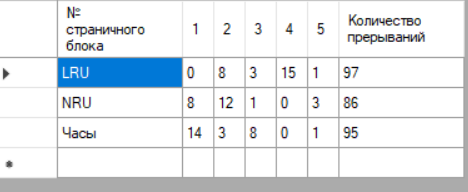 № страничного блока 1 2 3 4 5 Количество прерываний
LRU 0 8 3 15 1 97
NRU 8 12 1 0 3 86
Часы 14 3 8 0 1 95